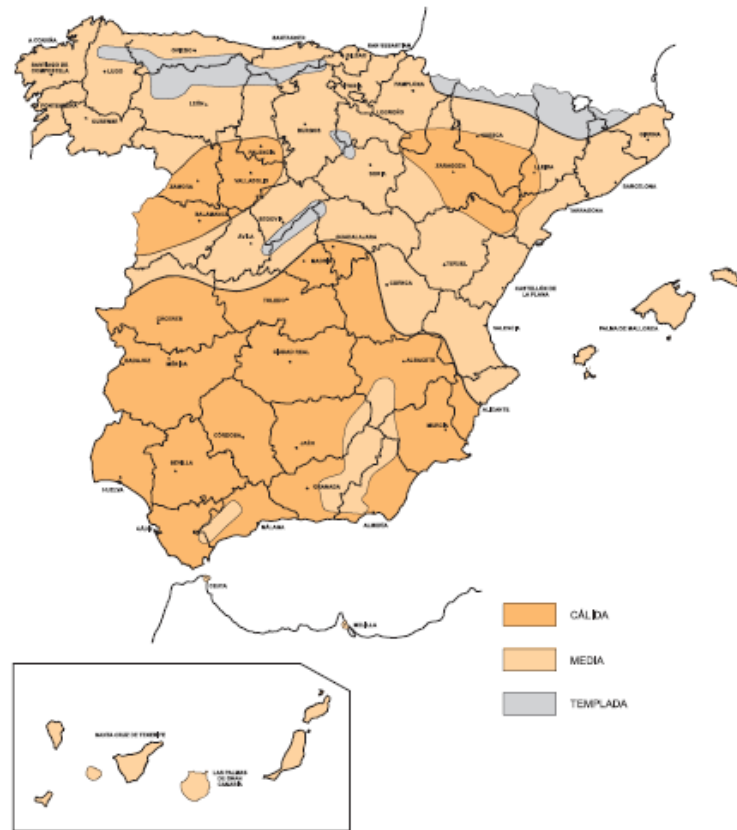 A CORUÑA
SANTIAGO DE
COMPOSTELA
LUGO
OVIEDO
SANTANDER
SAN SEBASTIÁN
BILBAO
PAMPLONA
PONTEVEDRA
OURENSE
LEÓN
BURGOS
LOGROÑO
HUESCA
GIRONA
ZAMORA
VALLADOLID
SORIA
ZARAGOZA
LLEIDA
BARCELONA
TARRAGONA
SALAMANCA
SEGOVIA
ÁVILA
GUADALAJARA
MADRID
TERUEL
CUENCA
CASTELLÓN DE
LA PLANA
TOLEDO
CÁCERES
VALENCIA
PALMA DE MALLORCA
BADAJOZ
MÉRIDA
CIUDAD REAL
ALBACETE
ALICANTE
CÓRDOBA
JAÉN
MURCIA
SEVILLA
HUELVA
GRANADA
CÁDIZ
MÁLAGA
ALMERÍA
CEUTA
MELILLA
CÁLIDA
MEDIA
TEMPLADA
SANTA CRUZ DE TENERIFE
LAS PALMAS
DE GRAN
CANARIA